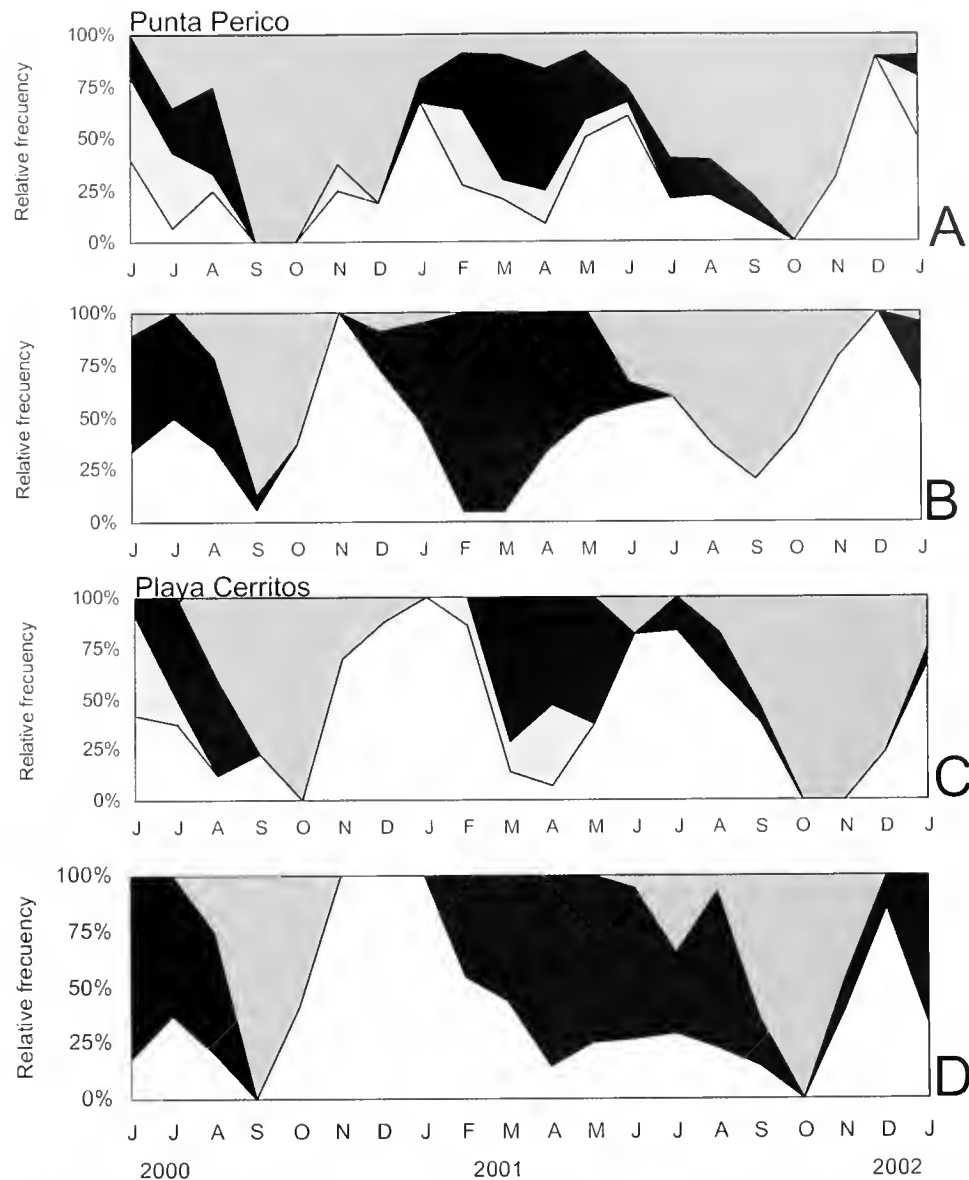 Punta Perico
100%
75%
50%
25%
0%
Relative frecuency
J J A S O N D J F M A M J J A S O N D J
A
100%
75%
50%
25%
0%
Relative frecuency
J J A S O N D J F M A M J J A S O N D J
B
Playa Cerritos
100%
75%
50%
25%
0%
Relative frecuency
J J A S O N D J F M A M J J A S O N D J
C
100%
75%
50%
25%
0%
Relative frecuency
J J A S O N D J F M A M J J A S O N D J
D
2000 2001 2002